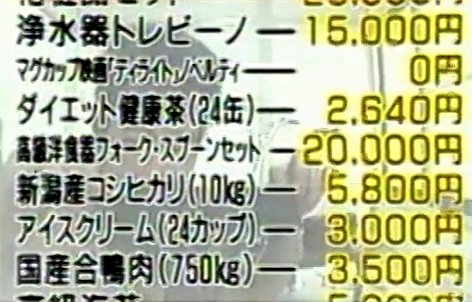 浄水器トレビーノ — 15,000円
マグカップ映画「デイライト」ノベルティ — 0円
ダイエット健康茶(24缶) — 2,640円
高級洋食器フォーク・スプーンセット — 20,000円
新潟産コシヒカリ(10kg) — 5,800円
アイスクリーム(24カップ) — 3,000円
国産合鴨肉(750kg) — 3,500円